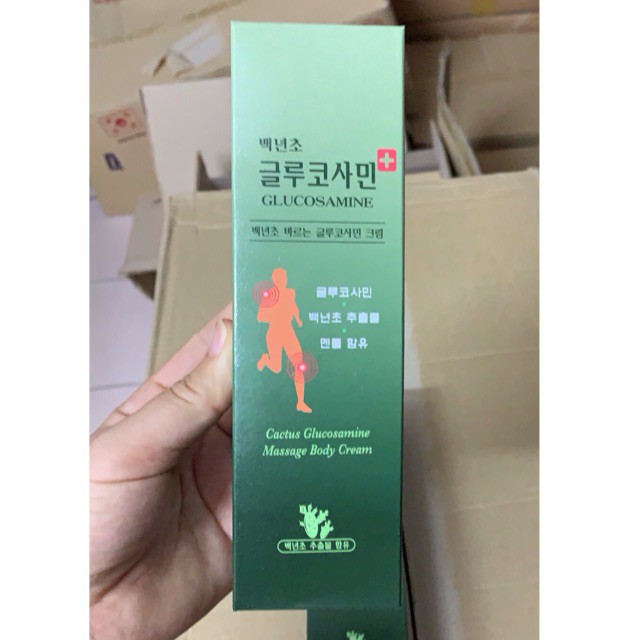 백년초
글루코사민
GLUCOSAMINE
백년초 바르는 글루코사민 크림
글루코사민
백년초 추출물
멘톨 함유
Cactus Glucosamine
Massage Body Cream
백년초 추출물 함유